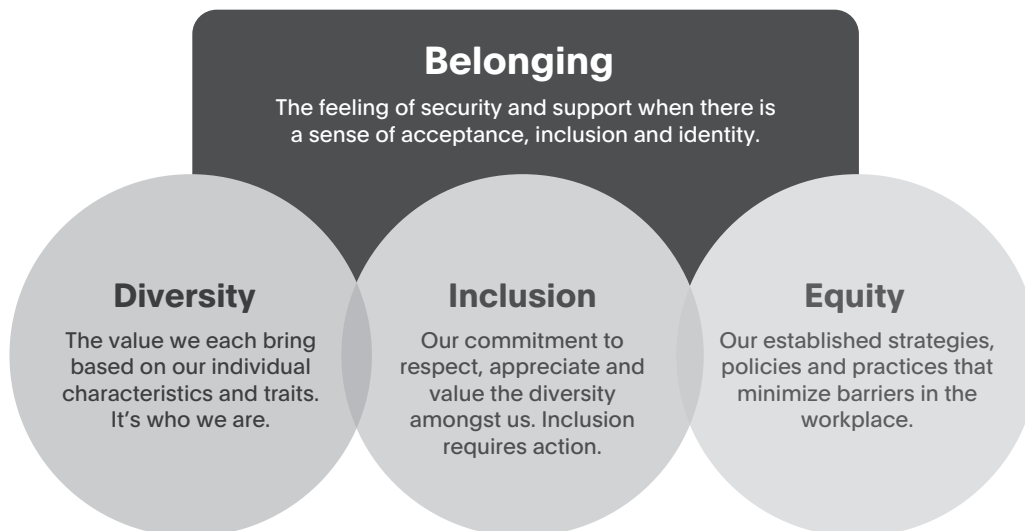 Belonging
The feeling of security and support when there is
a sense of acceptance, inclusion and identity.
Diversity
The value we each bring
based on our individual
characteristics and traits.
It’s who we are.
Inclusion
Our commitment to
respect, appreciate and
value the diversity
amongst us. Inclusion
requires action.
Equity
Our established strategies,
policies and practices that
minimize barriers in the
workplace.